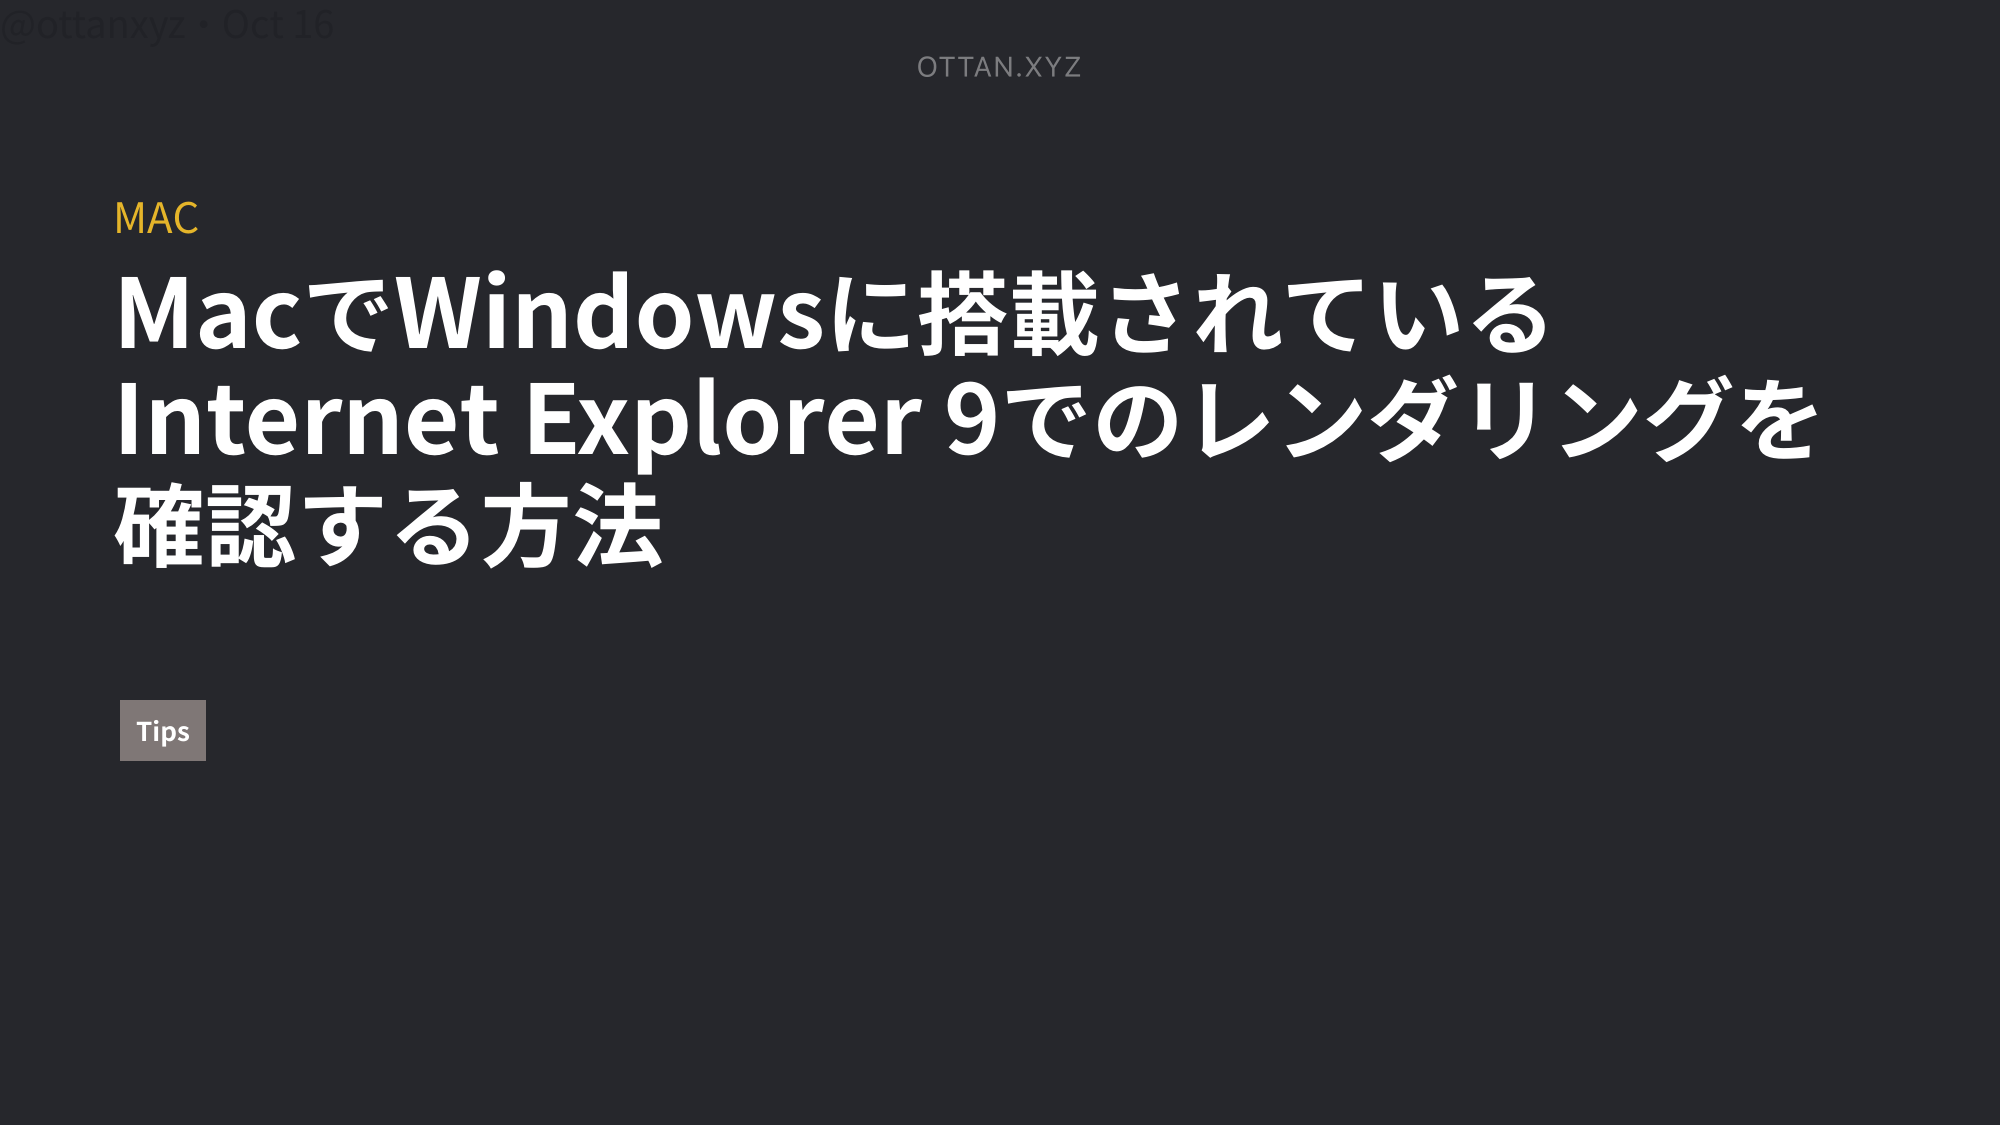 @ottanxyz・Oct 16
OTTAN.XYZ
MAC
MacでWindowsに搭載されている
Internet Explorer 9でのレンダリングを
確認する方法
Tips